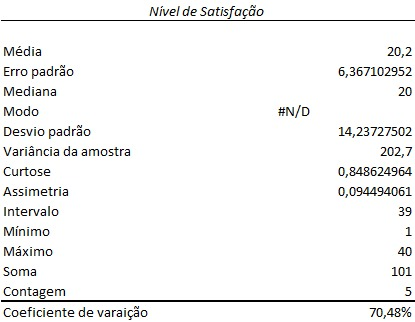 Nível de Satisfação
Média 20,2
Erro padrão 6,367102952
Mediana 20
Modo #N/D
Desvio padrão 14,23727502
Variância da amostra 202,7
Curtose 0,848624964
Assimetria 0,094494061
Intervalo 39
Mínimo 1
Máximo 40
Soma 101
Contagem 5
Coeficiente de varaição 70,48%